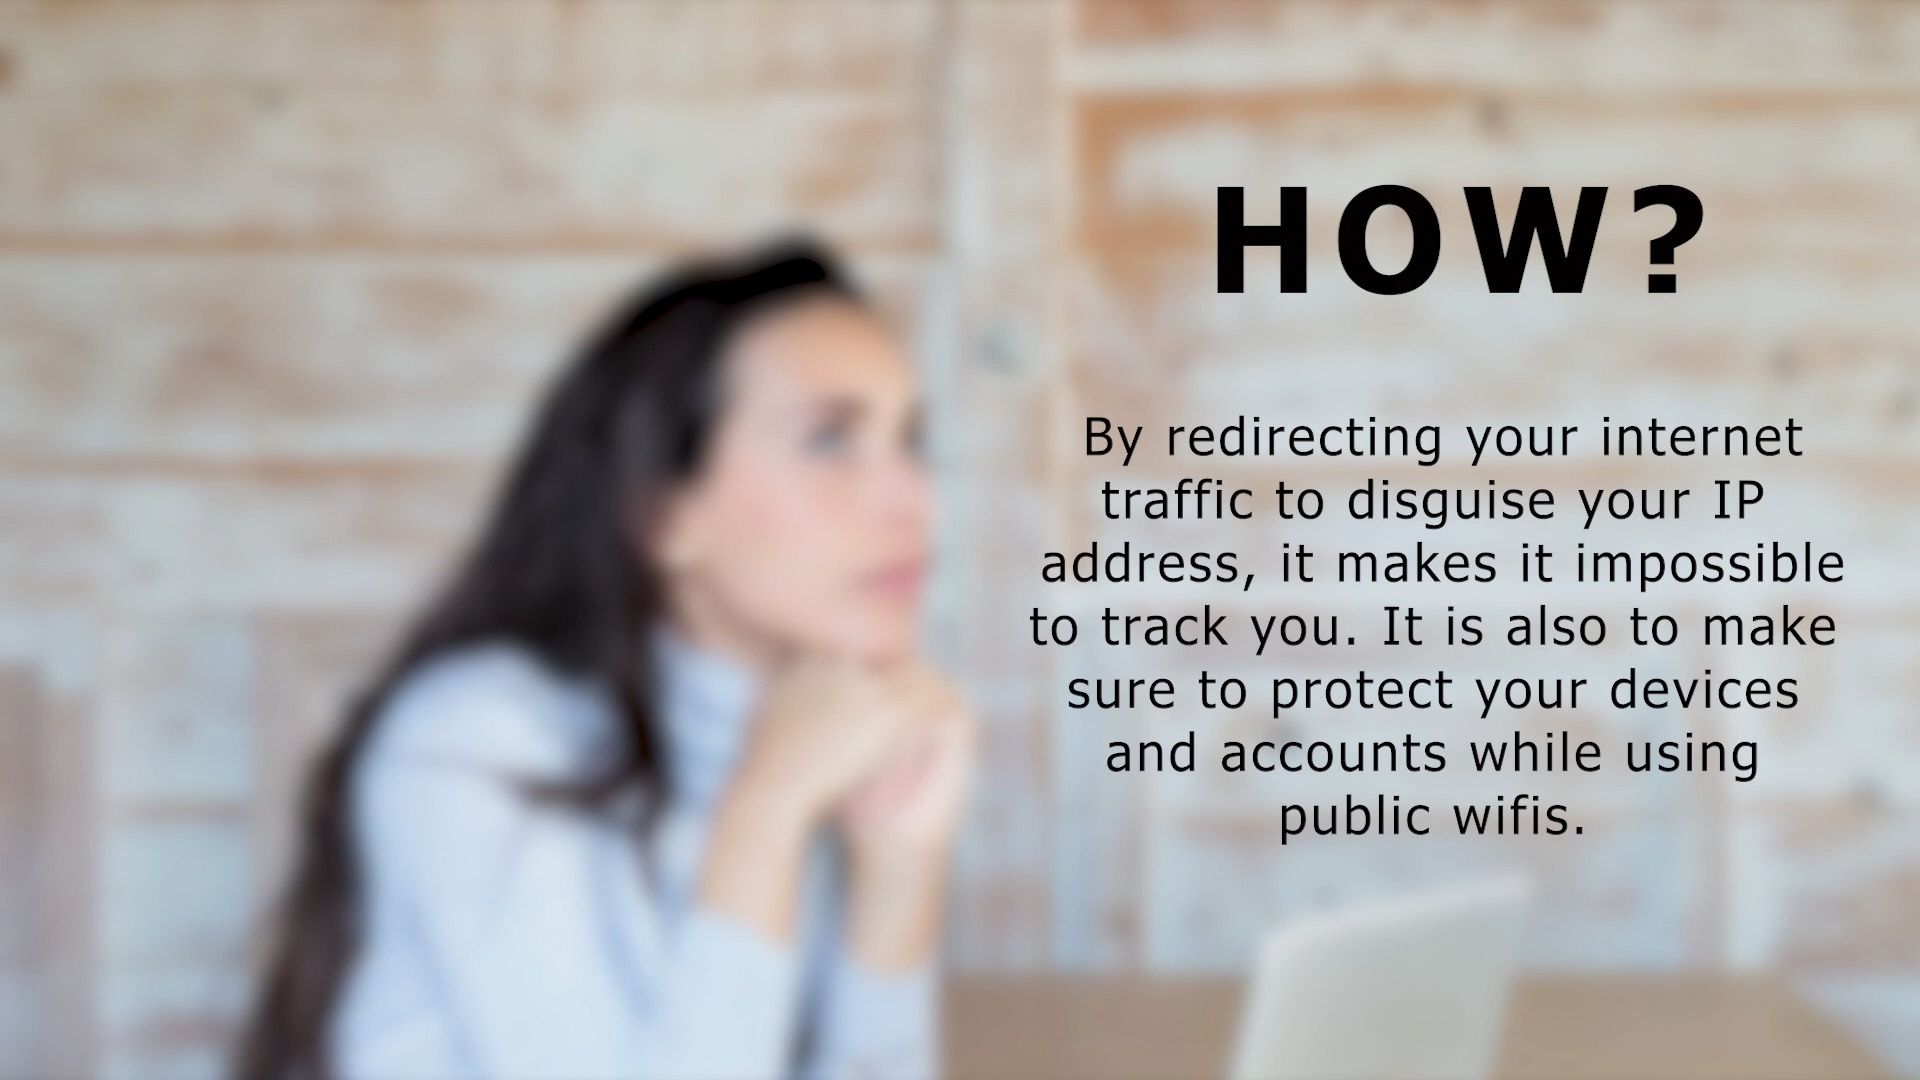 HOW?
By redirecting your internet
traffic to disguise your IP
address, it makes it impossible
to track you. It is also to make
sure to protect your devices
and accounts while using
public wifis.